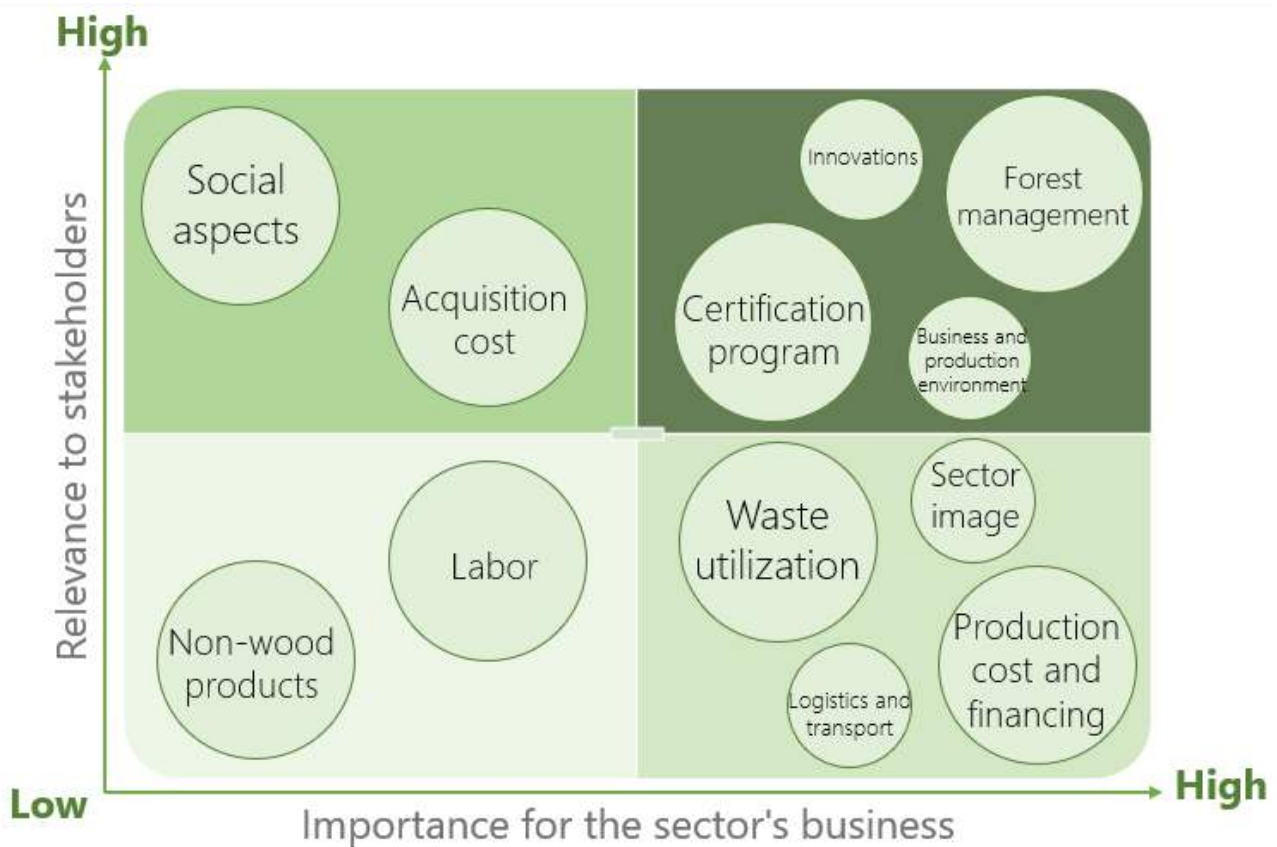 High
Relevance to stakeholders
Social
aspects
Acquisition
cost
Innovations
Forest
management
Certification
program
Business and
production
environment
Labor
Non-wood
products
Waste
utilization
Sector
image
Logistics and
transport
Production
cost and
financing
Low
High
Importance for the sector's business